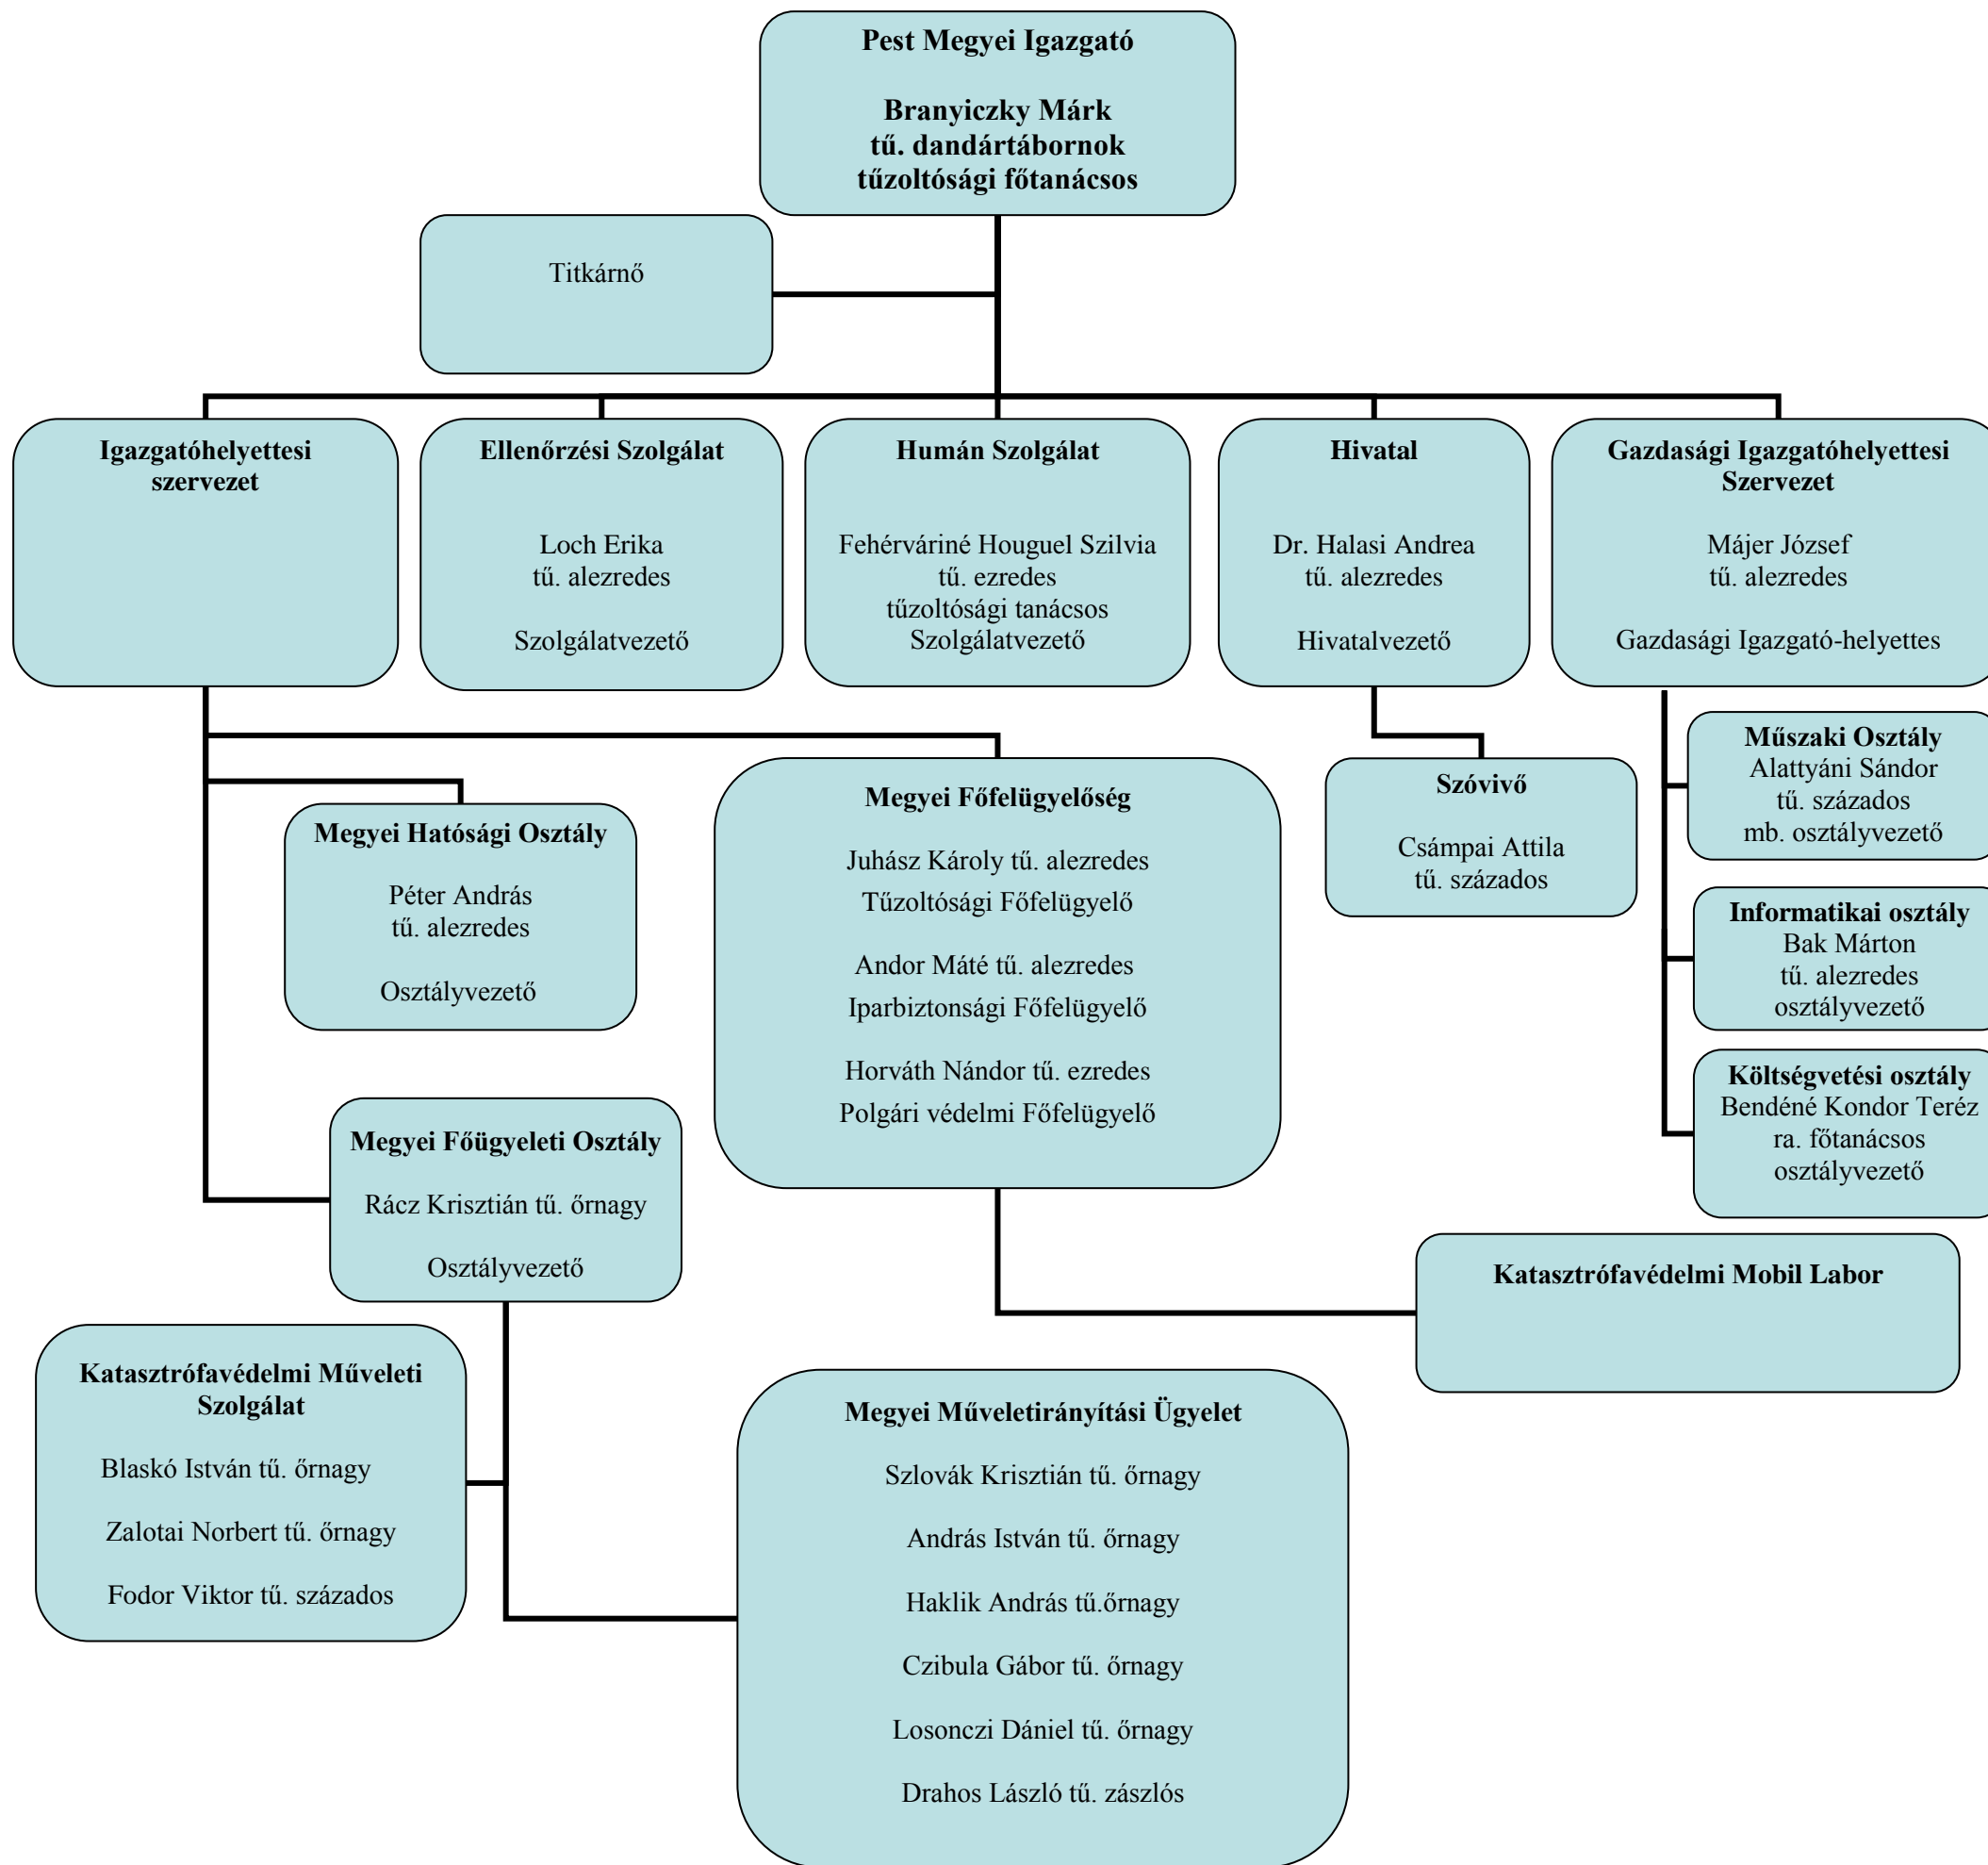 Pest Megyei Igazgató
Branyiczky Márk
tű. dandártábornok
tűzoltósági főtanácsos
Titkárnő
Igazgatóhelyettesi
szervezet
Ellenőrzési Szolgálat
Loch Erika
tű. alezredes
Szolgálatvezető
Humán Szolgálat
Fehérváriné Houguel Szilvia
tű. ezredes
tűzoltósági tanácsos
Szolgálatvezető
Hivatal
Dr. Halasi Andrea
tű. alezredes
Hivatalvezető
Gazdasági Igazgatóhelyettesi
Szervezet
Májer József
tű. alezredes
Gazdasági Igazgató-helyettes
Megyei Hatósági Osztály
Péter András
tű. alezredes
Osztályvezető
Megyei Főfelügyelőség
Juhász Károly tű. alezredes
Tűzoltósági Főfelügyelő
Andor Máté tű. alezredes
Iparbiztonsági Főfelügyelő
Horváth Nándor tű. ezredes
Polgári védelmi Főfelügyelő
Szóvivő
Csámpai Attila
tű. százados
Műszaki Osztály
Alattyáni Sándor
tű. százados
mb. osztályvezető
Informatikai osztály
Bak Márton
tű. alezredes
osztályvezető
Költségvetési osztály
Bendéné Kondor Teréz
ra. főtanácsos
osztályvezető
Megyei Főügyeleti Osztály
Rácz Krisztián tű. őrnagy
Osztályvezető
Katasztrófavédelmi Mobil Labor
Katasztrófavédelmi Műveleti
Szolgálat
Blaskó István tű. őrnagy
Zalotai Norbert tű. őrnagy
Fodor Viktor tű. százados
Megyei Műveletirányítási Ügyelet
Szlovák Krisztián tű. őrnagy
András István tű. őrnagy
Haklik András tű.őrnagy
Czibula Gábor tű. őrnagy
Losonczi Dániel tű. őrnagy
Drahos László tű. zászlós